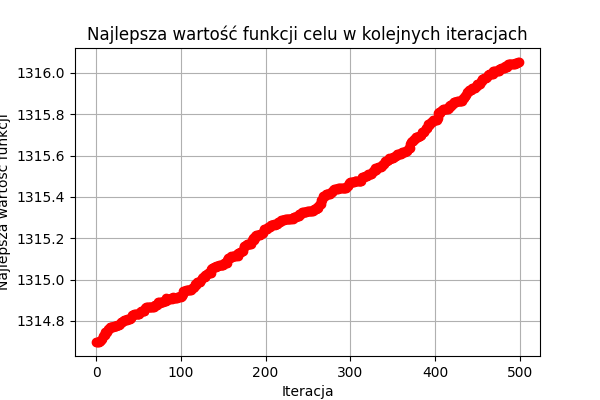 Najlepsza wartość funkcji celu w kolejnych iteracjach
Najlepsza wartość funkcji
1316.0
1315.8
1315.6
1315.4
1315.2
1315.0
1314.8
0 100 200 300 400 500
Iteracja